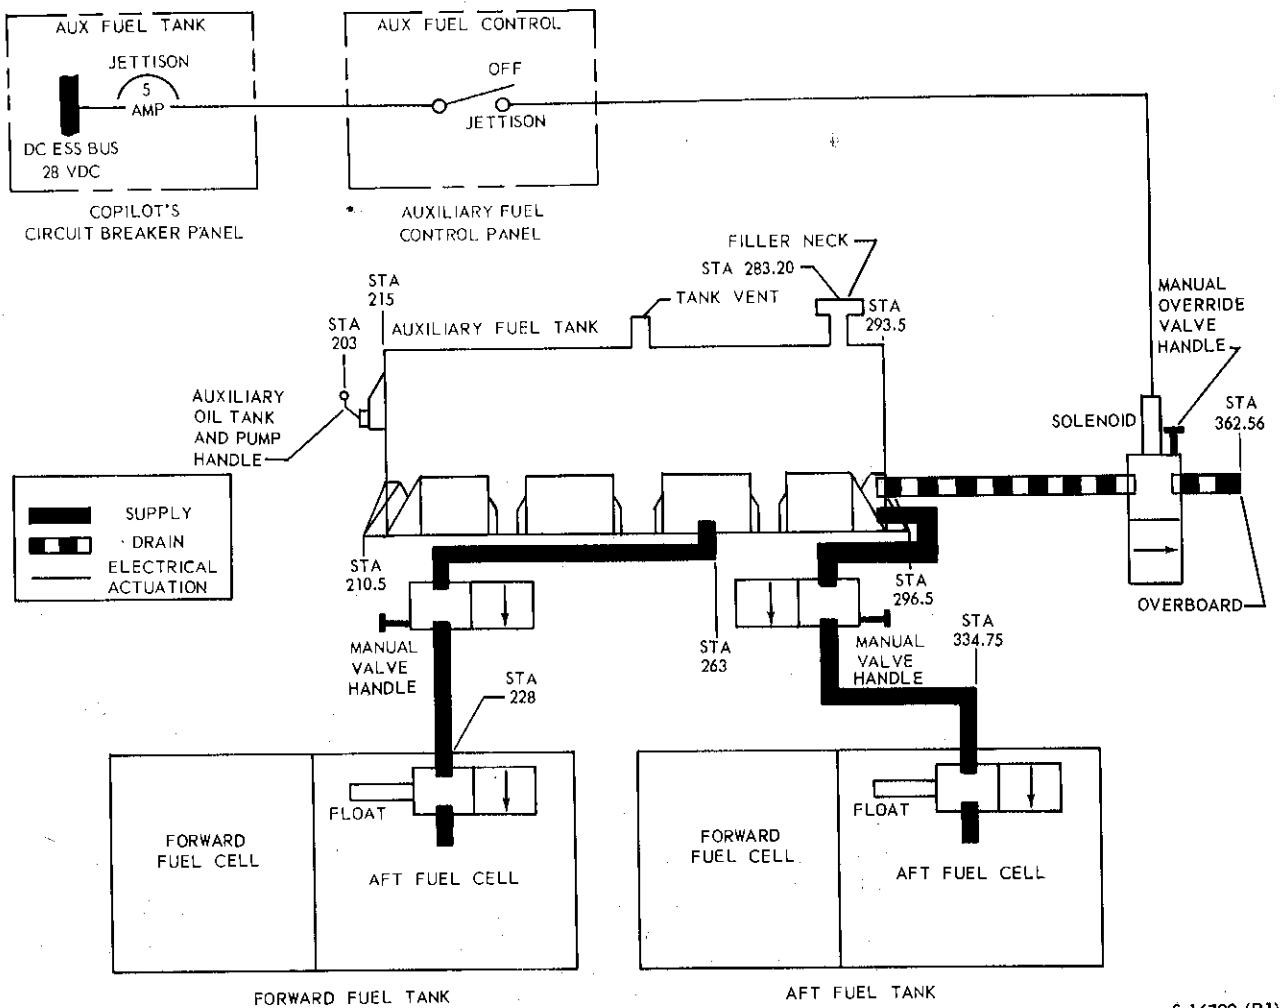 AUX FUEL TANK
JETTISON
5
AMP
DC ESS BUS
28 VDC
COPILOT'S
CIRCUIT BREAKER PANEL
AUX FUEL CONTROL
OFF
JETTISON
AUXILIARY FUEL
CONTROL PANEL
FILLER NECK
STA 283.20
TANK VENT
STA
215
AUXILIARY FUEL TANK
STA
293.5
STA
203
AUXILIARY
OIL TANK
AND PUMP
HANDLE
MANUAL
OVERRIDE
VALVE
HANDLE
SOLENOID
STA
362.56
OVERBOARD
SUPPLY
DRAIN
ELECTRICAL
ACTUATION
STA
210.5
STA
296.5
STA
263
MANUAL
VALVE
HANDLE
STA
228
MANUAL
VALVE
HANDLE
STA
334.75
FLOAT
FORWARD
FUEL CELL
AFT FUEL CELL
FORWARD FUEL TANK
FLOAT
FORWARD
FUEL CELL
AFT FUEL CELL
AFT FUEL TANK